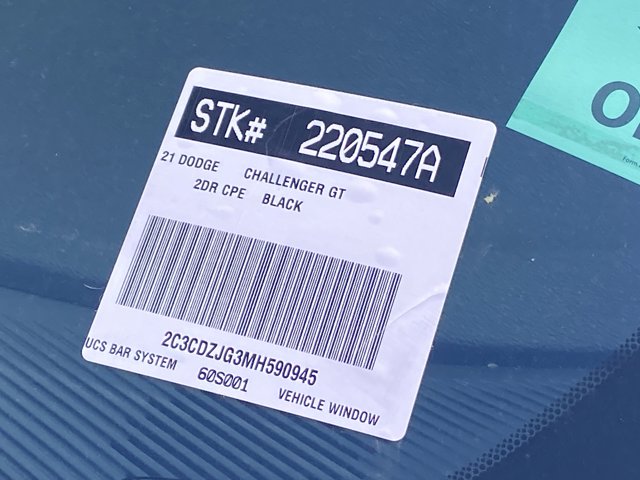 STK# 220547A
21 DODGE CHALLENGER GT
2DR CPE BLACK
2C3CDZJG3MH590945
UCS BAR SYSTEM 60S001 VEHICLE WINDOW